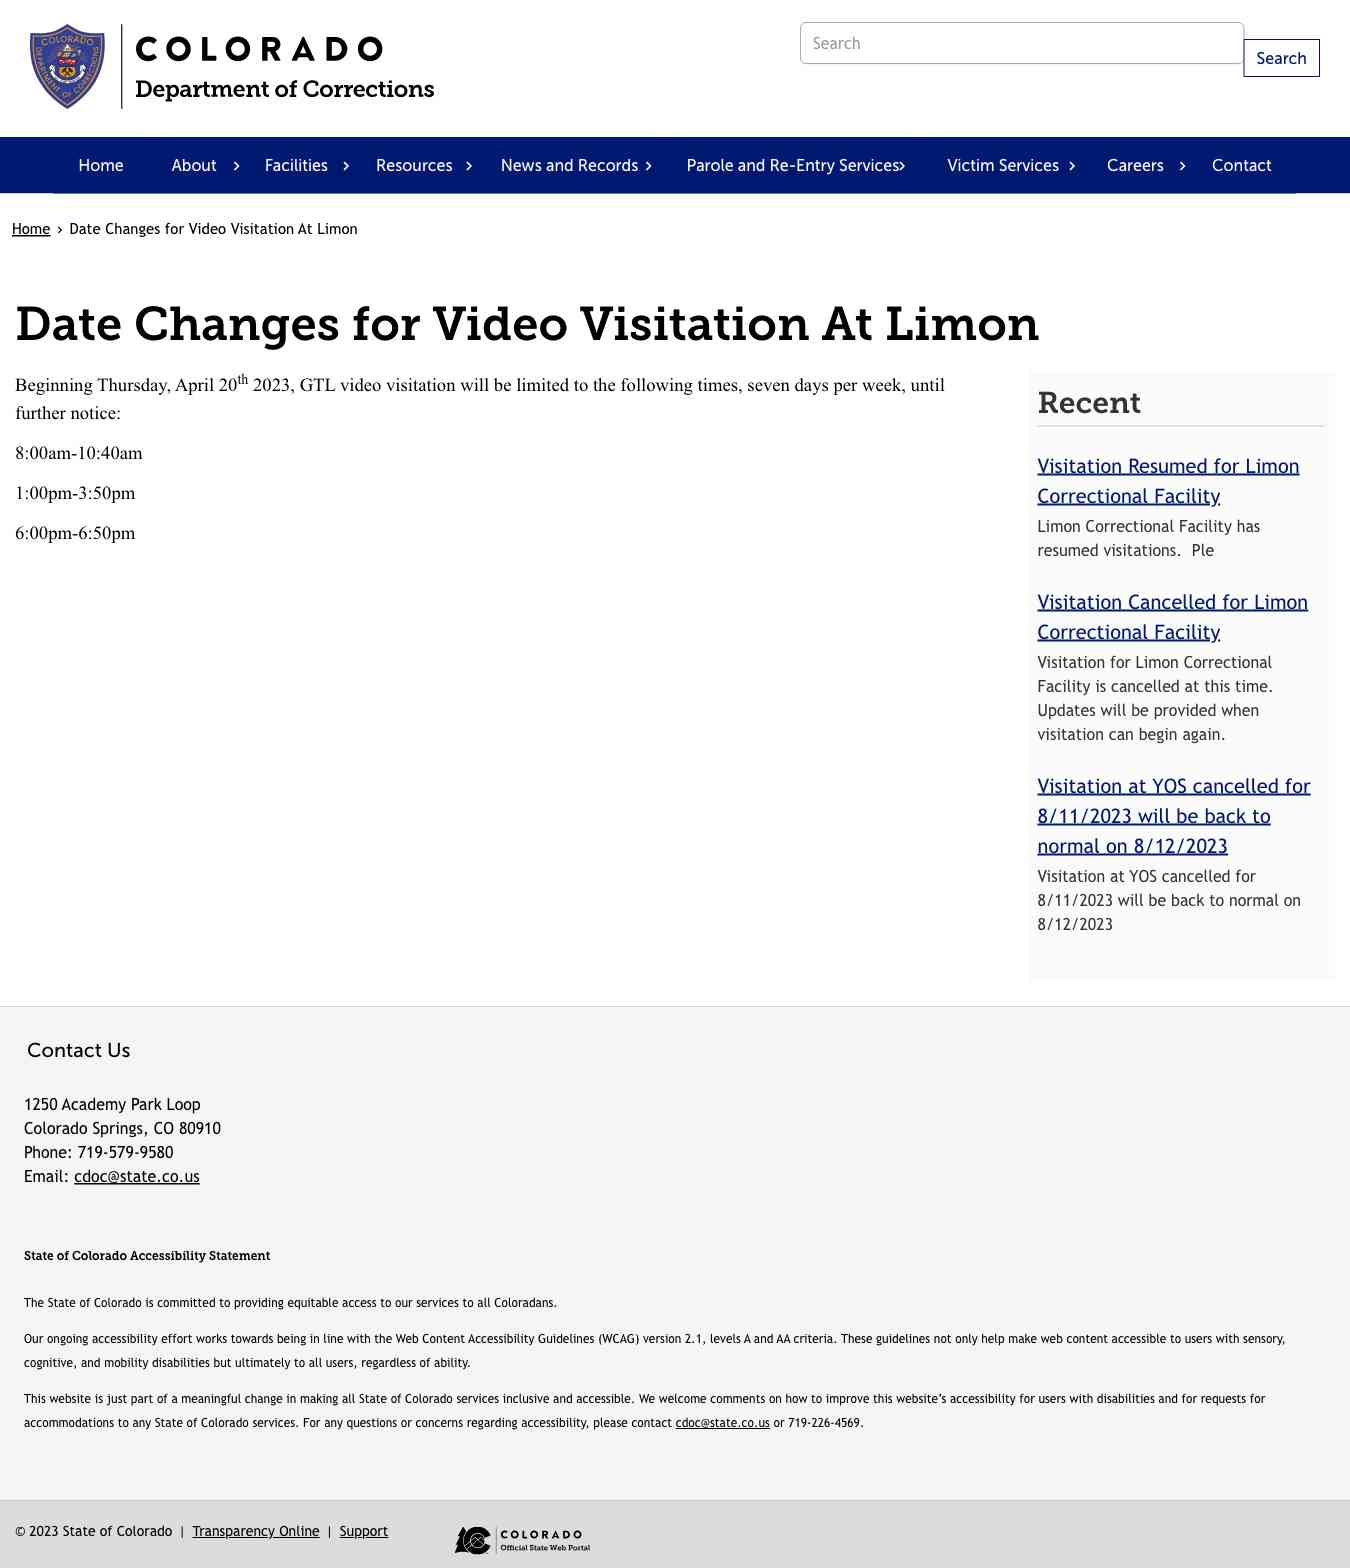 COLORADO
Department of Corrections
Search
Search
Home About Facilities Resources News and Records Parole and Re-Entry Services Victim Services Careers Contact
Home › Date Changes for Video Visitation At Limon
Date Changes for Video Visitation At Limon
Beginning Thursday, April 20th 2023, GTL video visitation will be limited to the following times, seven days per week, until
further notice:
8:00am-10:40am
1:00pm-3:50pm
6:00pm-6:50pm
Recent
Visitation Resumed for Limon
Correctional Facility
Limon Correctional Facility has
resumed visitations.  Ple
Visitation Cancelled for Limon
Correctional Facility
Visitation for Limon Correctional
Facility is cancelled at this time.
Updates will be provided when
visitation can begin again.
Visitation at YOS cancelled for
8/11/2023 will be back to
normal on 8/12/2023
Visitation at YOS cancelled for
8/11/2023 will be back to normal on
8/12/2023
Contact Us
1250 Academy Park Loop
Colorado Springs, CO 80910
Phone: 719-579-9580
Email: cdoc@state.co.us
State of Colorado Accessibility Statement
The State of Colorado is committed to providing equitable access to our services to all Coloradans.
Our ongoing accessibility effort works towards being in line with the Web Content Accessibility Guidelines (WCAG) version 2.1, levels A and AA criteria. These guidelines not only help make web content accessible to users with sensory,
cognitive, and mobility disabilities but ultimately to all users, regardless of ability.
This website is just part of a meaningful change in making all State of Colorado services inclusive and accessible. We welcome comments on how to improve this website's accessibility for users with disabilities and for requests for
accommodations to any State of Colorado services. For any questions or concerns regarding accessibility, please contact cdoc@state.co.us or 719-226-4569.
© 2023 State of Colorado | Transparency Online | Support
COLORADO
Official State Web Portal